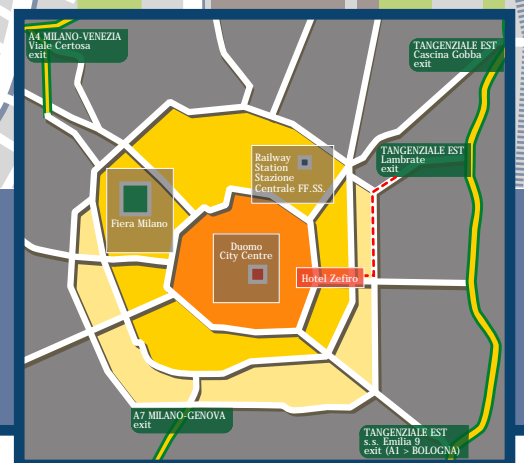 A4 MILANO-VENEZIA
Viale Certosa
exit
TANGENZIALE EST
Cascina Gobba
exit
TANGENZIALE EST
Lambrate
exit
Railway
Station
Stazione
Centrale FF.SS.
Fiera Milano
Duomo
City Centre
Hotel Zefiro
A7 MILANO-GENOVA
exit
TANGENZIALE EST
s.s. Emilia 9
exit (A1 > BOLOGNA)